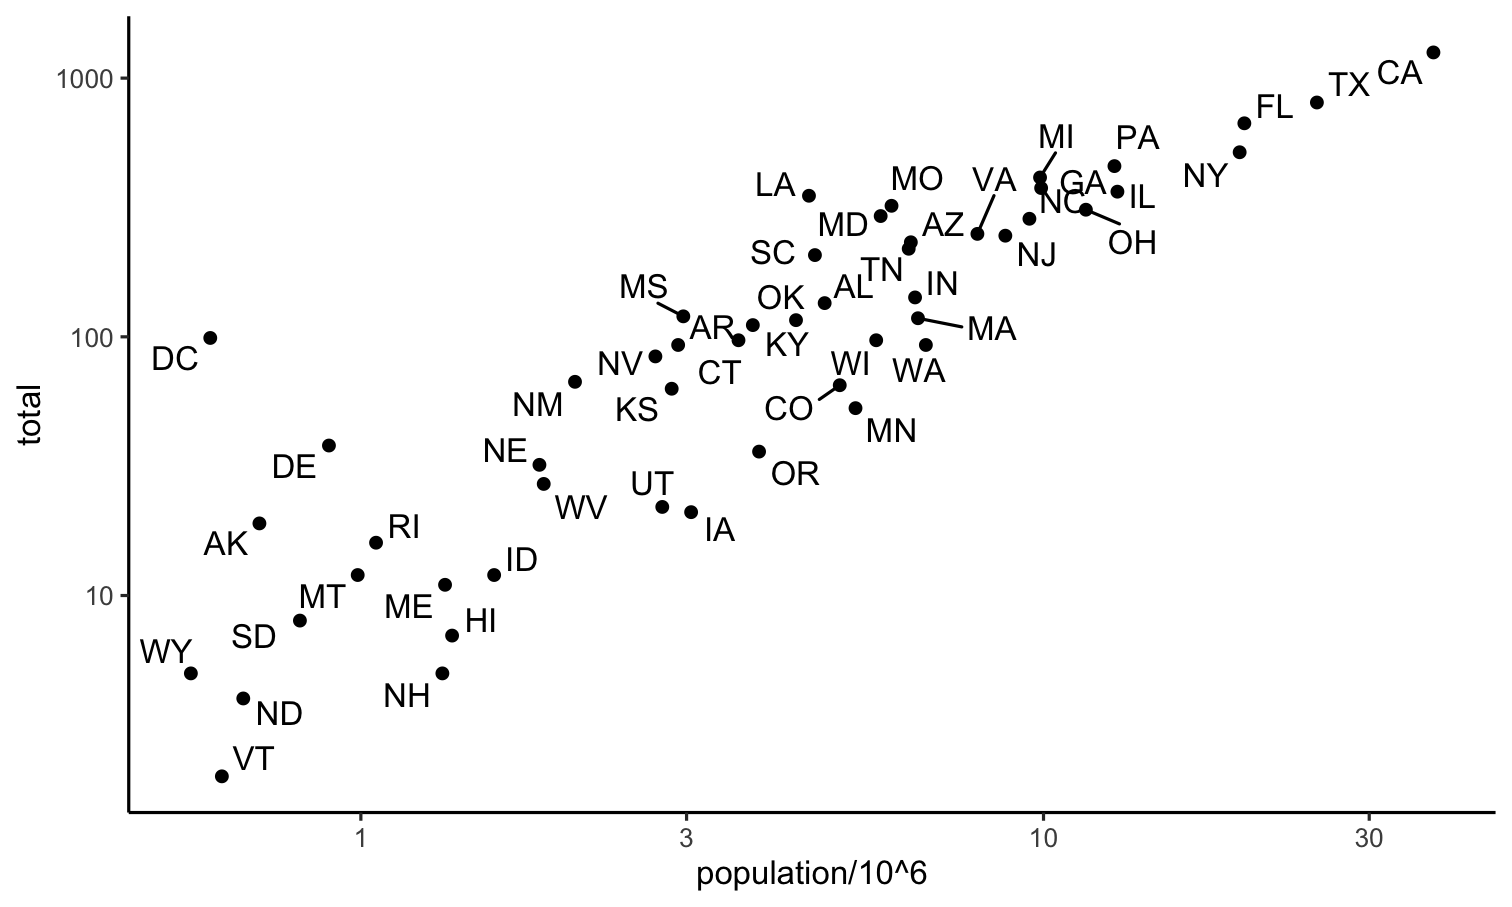 1000
100
10
total
CA
TX
FL
NY
MI
PA
GA
IL
NC
OH
VA
NJ
LA
MO
MD
AZ
SC
TN
AL
IN
MA
MS
OK
AR
KY
CT
WI
WA
DC
NV
NM
KS
CO
MN
DE
NE
WV
OR
UT
IA
AK
RI
ID
MT
ME
HI
SD
WY
NH
ND
VT
1
3
10
30
population/10^6